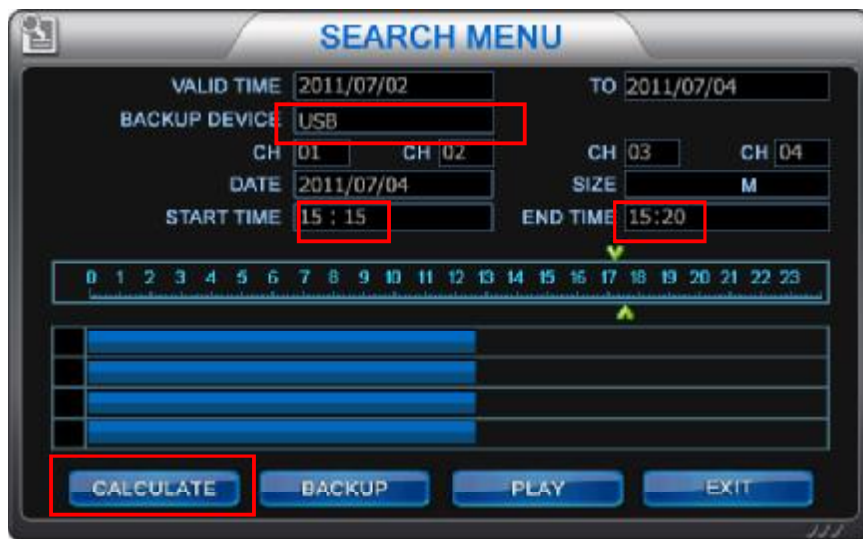 SEARCH MENU
VALID TIME 2011/07/02 TO 2011/07/04
BACKUP DEVICE USB
CH 01 CH 02 CH 03 CH 04
DATE 2011/07/04 SIZE M
START TIME 15 : 15 END TIME 15:20
0 1 2 3 4 5 6 7 8 9 10 11 12 13 14 15 16 17 18 19 20 21 22 23
CALCULATE BACKUP PLAY EXIT